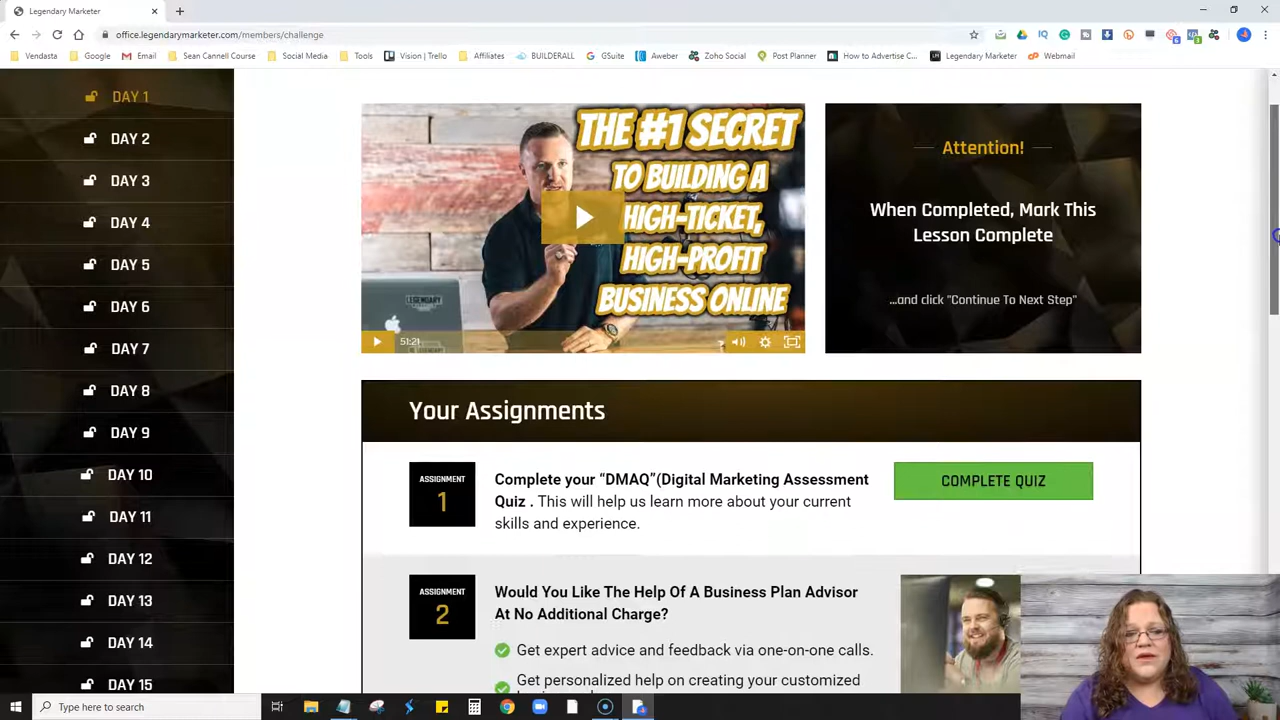 Legendary Marketer
office.legendarymarketer.com/members/challenge
Vendasta Google Email Sean Cannell Course Social Media Tools Vision | Trello Affiliates BUILDERALL GSuite Aweber Zoho Social Post Planner How to Advertise C... Legendary Marketer Webmail
DAY 1
DAY 2
DAY 3
DAY 4
DAY 5
DAY 6
DAY 7
DAY 8
DAY 9
DAY 10
DAY 11
DAY 12
DAY 13
DAY 14
DAY 15
THE #1 SECRET
TO BUILDING A
HIGH-TICKET,
HIGH-PROFIT
BUSINESS ONLINE
LEGENDARY
51:21
Attention!
When Completed, Mark This
Lesson Complete
...and click "Continue To Next Step"
Your Assignments
ASSIGNMENT
1
Complete your “DMAQ”(Digital Marketing Assessment
Quiz . This will help us learn more about your current
skills and experience.
COMPLETE QUIZ
ASSIGNMENT
2
Would You Like The Help Of A Business Plan Advisor
At No Additional Charge?
Get expert advice and feedback via one-on-one calls.
Get personalized help on creating your customized
Type here to search